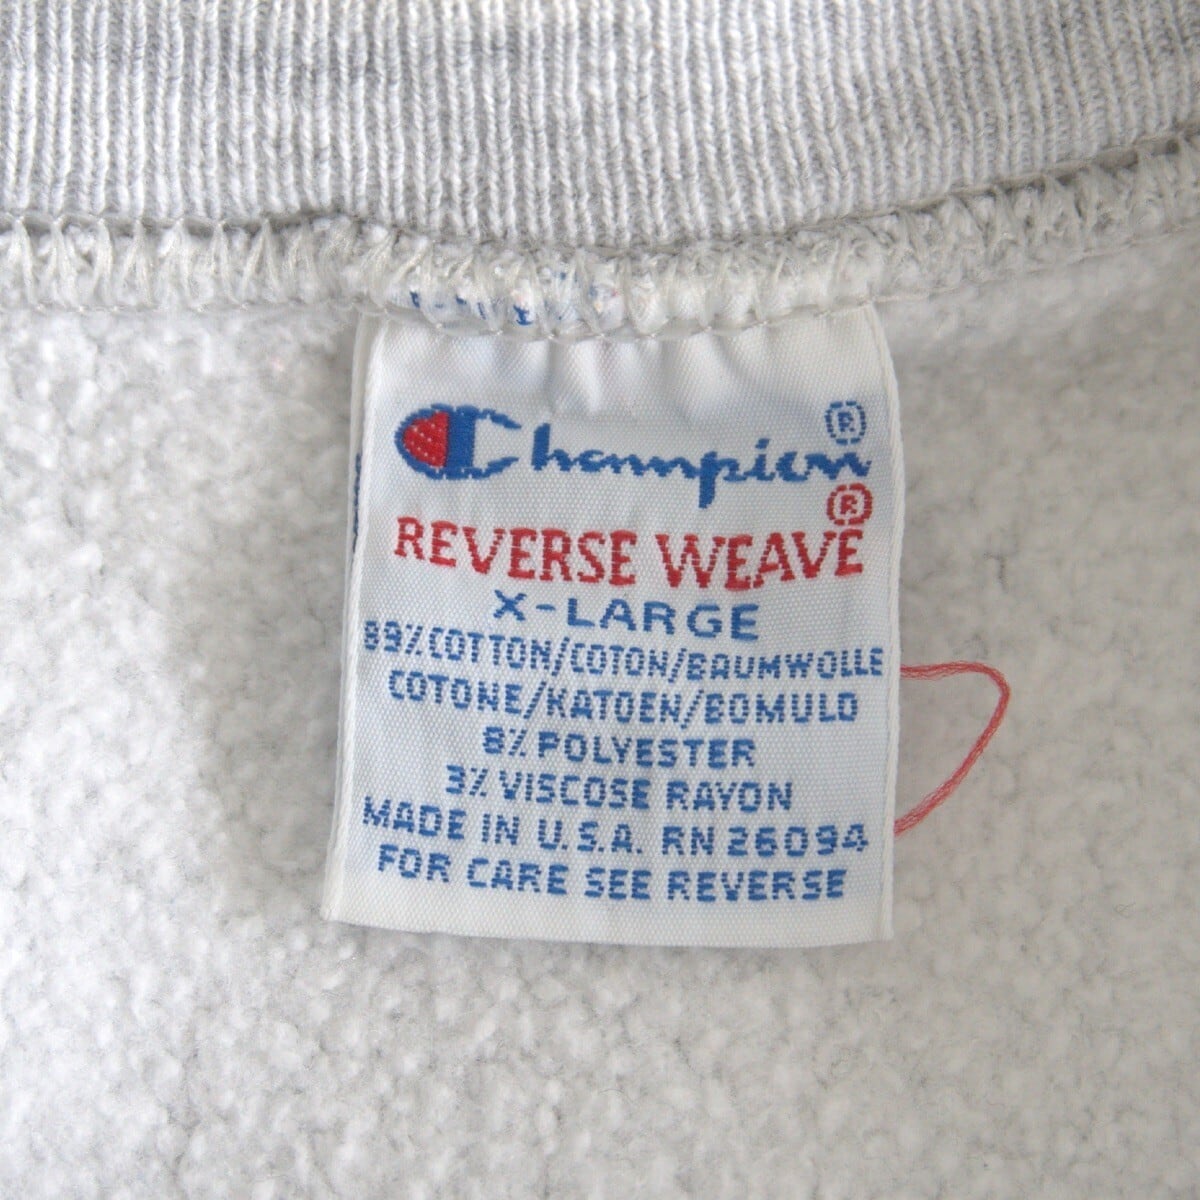 Champion®
REVERSE WEAVE®
X-LARGE
89% COTTON/COTON/BAUMWOLLE
COTONE/KATOEN/BOMULD
8% POLYESTER
3% VISCOSE RAYON
MADE IN U.S.A. RN 26094
FOR CARE SEE REVERSE